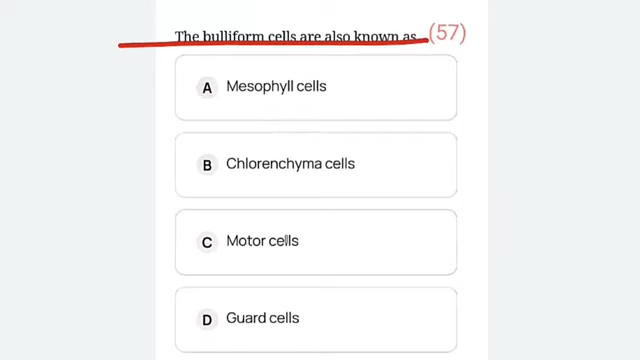 The bulliform cells are also known as (57)
A Mesophyll cells
B Chlorenchyma cells
C Motor cells
D Guard cells